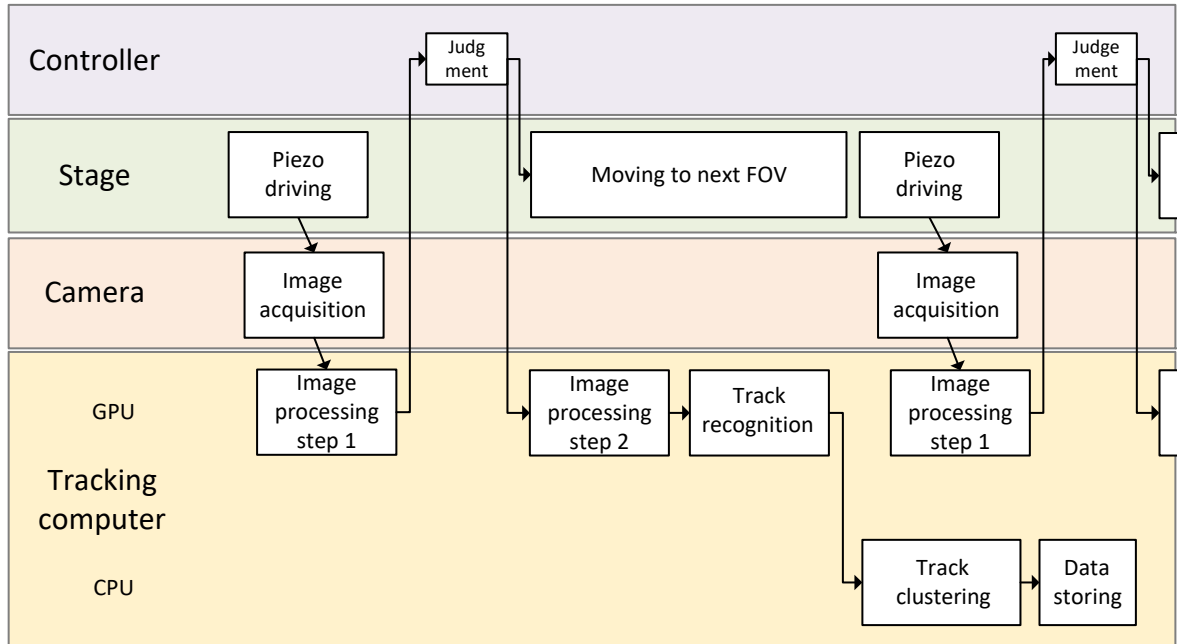 Controller
Judg
ment
Judge
ment
Stage
Piezo
driving
Moving to next FOV
Piezo
driving
Camera
Image
acquisition
Image
acquisition
GPU
Image
processing
step 1
Image
processing
step 2
Track
recognition
Image
processing
step 1
Tracking
computer
CPU
Track
clustering
Data
storing